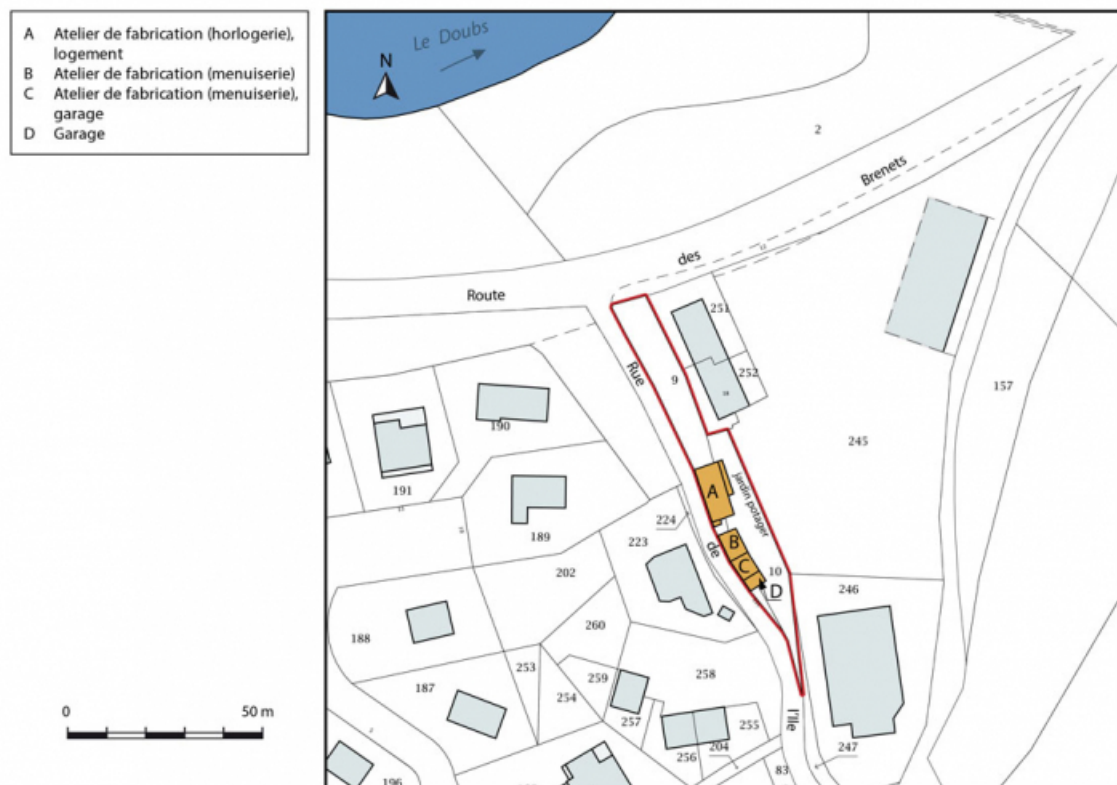 A Atelier de fabrication (horlogerie),
logement
B Atelier de fabrication (menuiserie)
C Atelier de fabrication (menuiserie),
garage
D Garage
0 50 m
Le Doubs
N
2
Route des Brenets
Rue de l'Ile
251
252
9
157
190
191
245
A
jardin potager
189
224
223
B
C
10
D
202
246
188
260
253
259
258
187
254
257
255
256
204
247
83
196